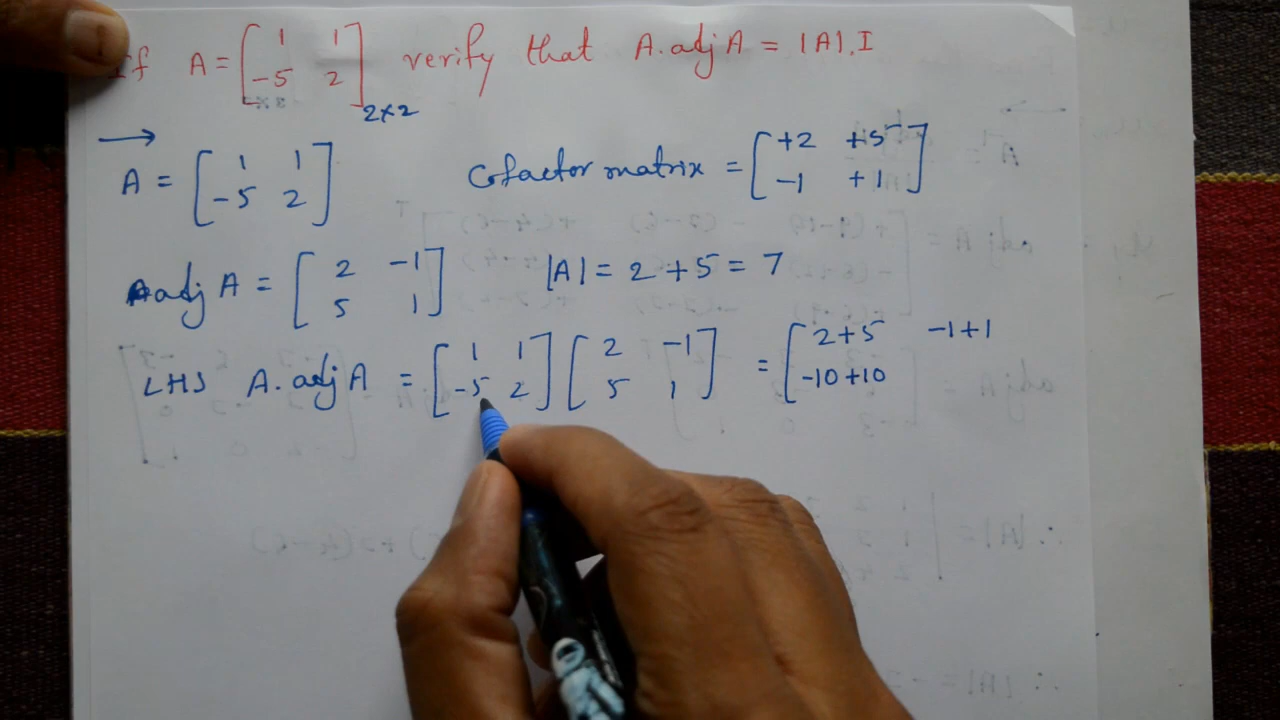 If A = [1 1 -5 2] 2×2 verify that A.adj A = |A|.I
→
A = [1 1 -5 2] Cofactor matrix = [+2 +5 -1 +1]
adj A = [2 -1 5 1] |A| = 2 + 5 = 7
LHS A.adj A = [1 1 -5 2] [2 -1 5 1] = [2+5 -1+1 -10+10